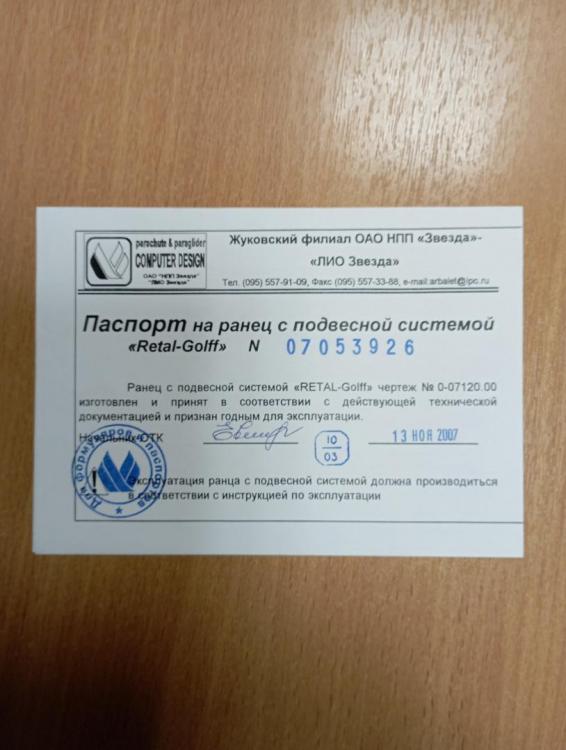 parachute & paraglider
COMPUTER DESIGN
ОАО "НПП Звезда"
"ЛИО Звезда"
Жуковский филиал ОАО НПП «Звезда»-
«ЛИО Звезда»
Тел. (095) 557-91-09, Факс (095) 557-33-88, e-mail:arbalet@ipc.ru
Паспорт на ранец с подвесной системой
«Retal-Golff» N 07053926
Ранец с подвесной системой «RETAL-Golff» чертеж № 0-07120.00
изготовлен и принят в соответствии с действующей технической
документацией и признан годным для эксплуатации.
Начальник ОТК
10
03
13 НОЯ 2007
Для формуляров и паспортов
! Эксплуатация ранца с подвесной системой должна производиться
в соответствии с инструкцией по эксплуатации